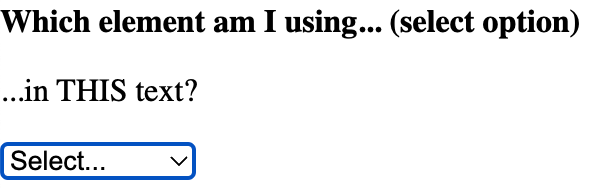 Which element am I using... (select option)
...in THIS text?
Select...